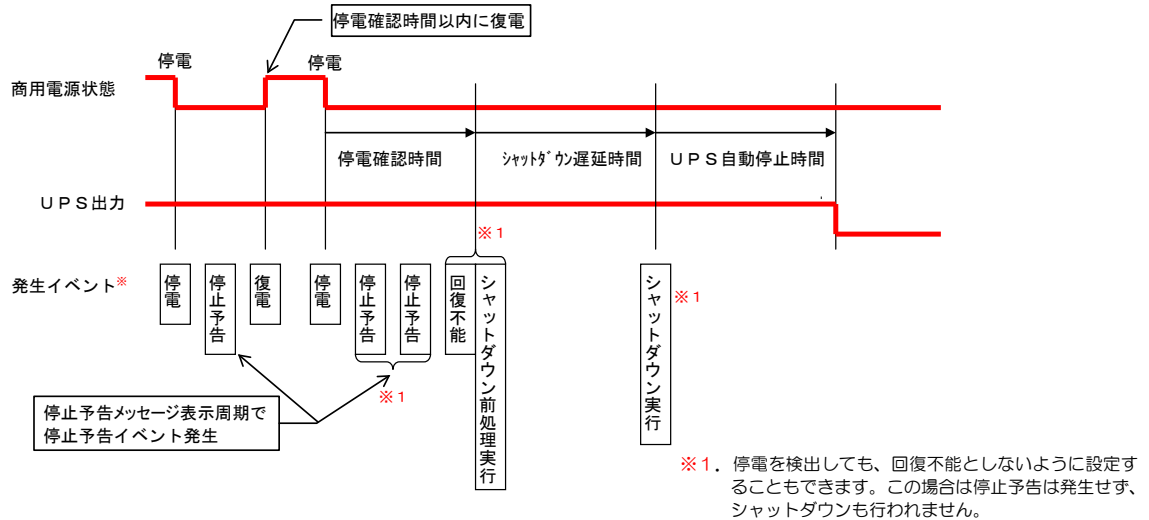 停電確認時間以内に復電
停電
停電
商用電源状態
停電確認時間
ｼｬｯﾄﾀﾞｳﾝ遅延時間
ＵＰＳ自動停止時間
ＵＰＳ出力
※１
発生イベント※
停電
停止予告
復電
停電
停止予告
停止予告
回復不能
シャットダウン前処理実行
シャットダウン実行
※１
※１
停止予告メッセージ表示周期で
停止予告イベント発生
※１．停電を検出しても、回復不能としないように設定す
ることもできます。この場合は停止予告は発生せず、
シャットダウンも行われません。